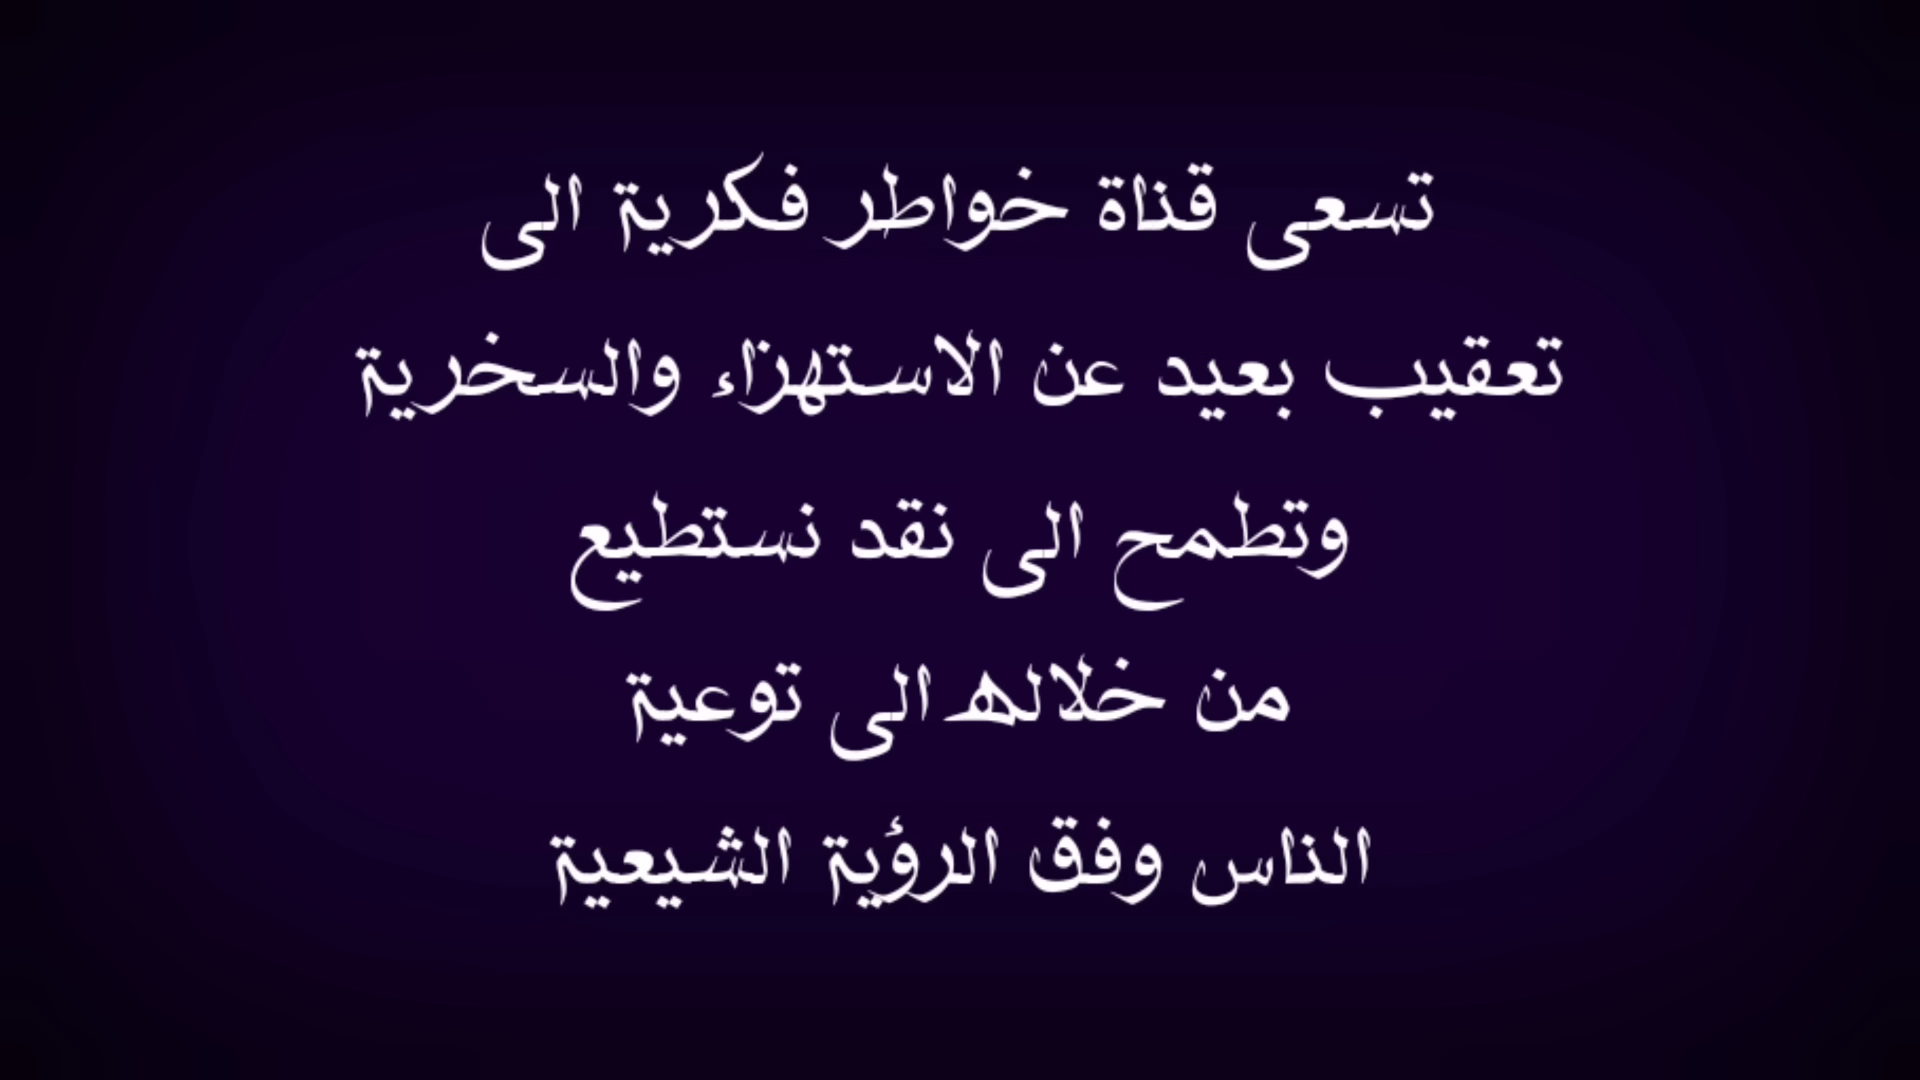 تسعى قناة خواطر فكرية الى
تعقيب بعيد عن الاستهزاء والسخرية
وتطمح الى نقد نستطيع
من خلاله الى توعية
الناس وفق الرؤية الشيعية